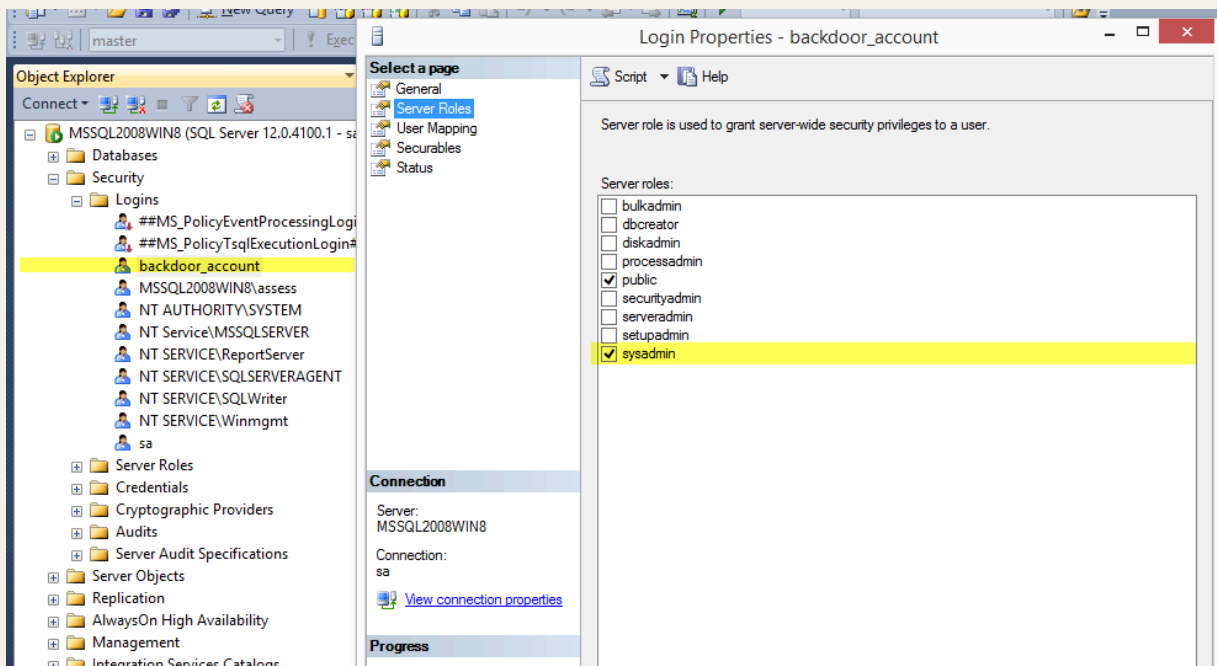 New Query
master
Exec
Object Explorer
Connect
MSSQL2008WIN8 (SQL Server 12.0.4100.1 - sa
Databases
Security
Logins
##MS_PolicyEventProcessingLogi
##MS_PolicyTsqlExecutionLogin#
backdoor_account
MSSQL2008WIN8\assess
NT AUTHORITY\SYSTEM
NT Service\MSSQLSERVER
NT SERVICE\ReportServer
NT SERVICE\SQLSERVERAGENT
NT SERVICE\SQLWriter
NT SERVICE\Winmgmt
sa
Server Roles
Credentials
Cryptographic Providers
Audits
Server Audit Specifications
Server Objects
Replication
AlwaysOn High Availability
Management
Integration Services Catalogs
Login Properties - backdoor_account
Select a page
General
Server Roles
User Mapping
Securables
Status
Connection
Server:
MSSQL2008WIN8
Connection:
sa
View connection properties
Progress
Script
Help
Server role is used to grant server-wide security privileges to a user.
Server roles:
bulkadmin
dbcreator
diskadmin
processadmin
public
securityadmin
serveradmin
setupadmin
sysadmin